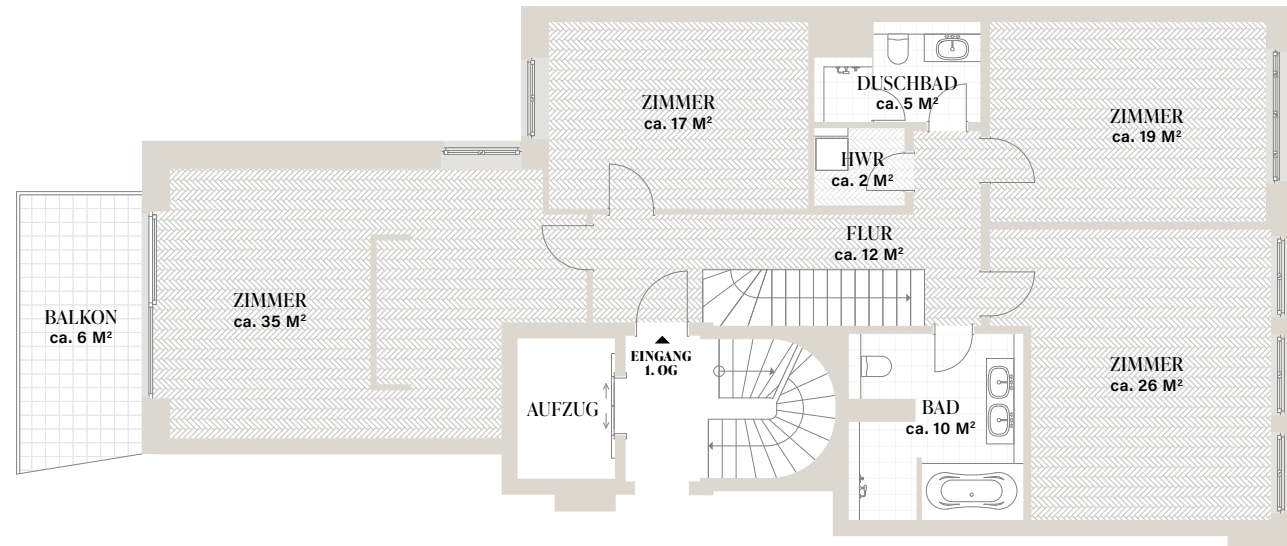 ZIMMER
ca. 17 M²
DUSCHBAD
ca. 5 M²
ZIMMER
ca. 19 M²
HWR
ca. 2 M²
FLUR
ca. 12 M²
ZIMMER
ca. 35 M²
BALKON
ca. 6 M²
EINGANG
1. OG
ZIMMER
ca. 26 M²
AUFZUG
BAD
ca. 10 M²